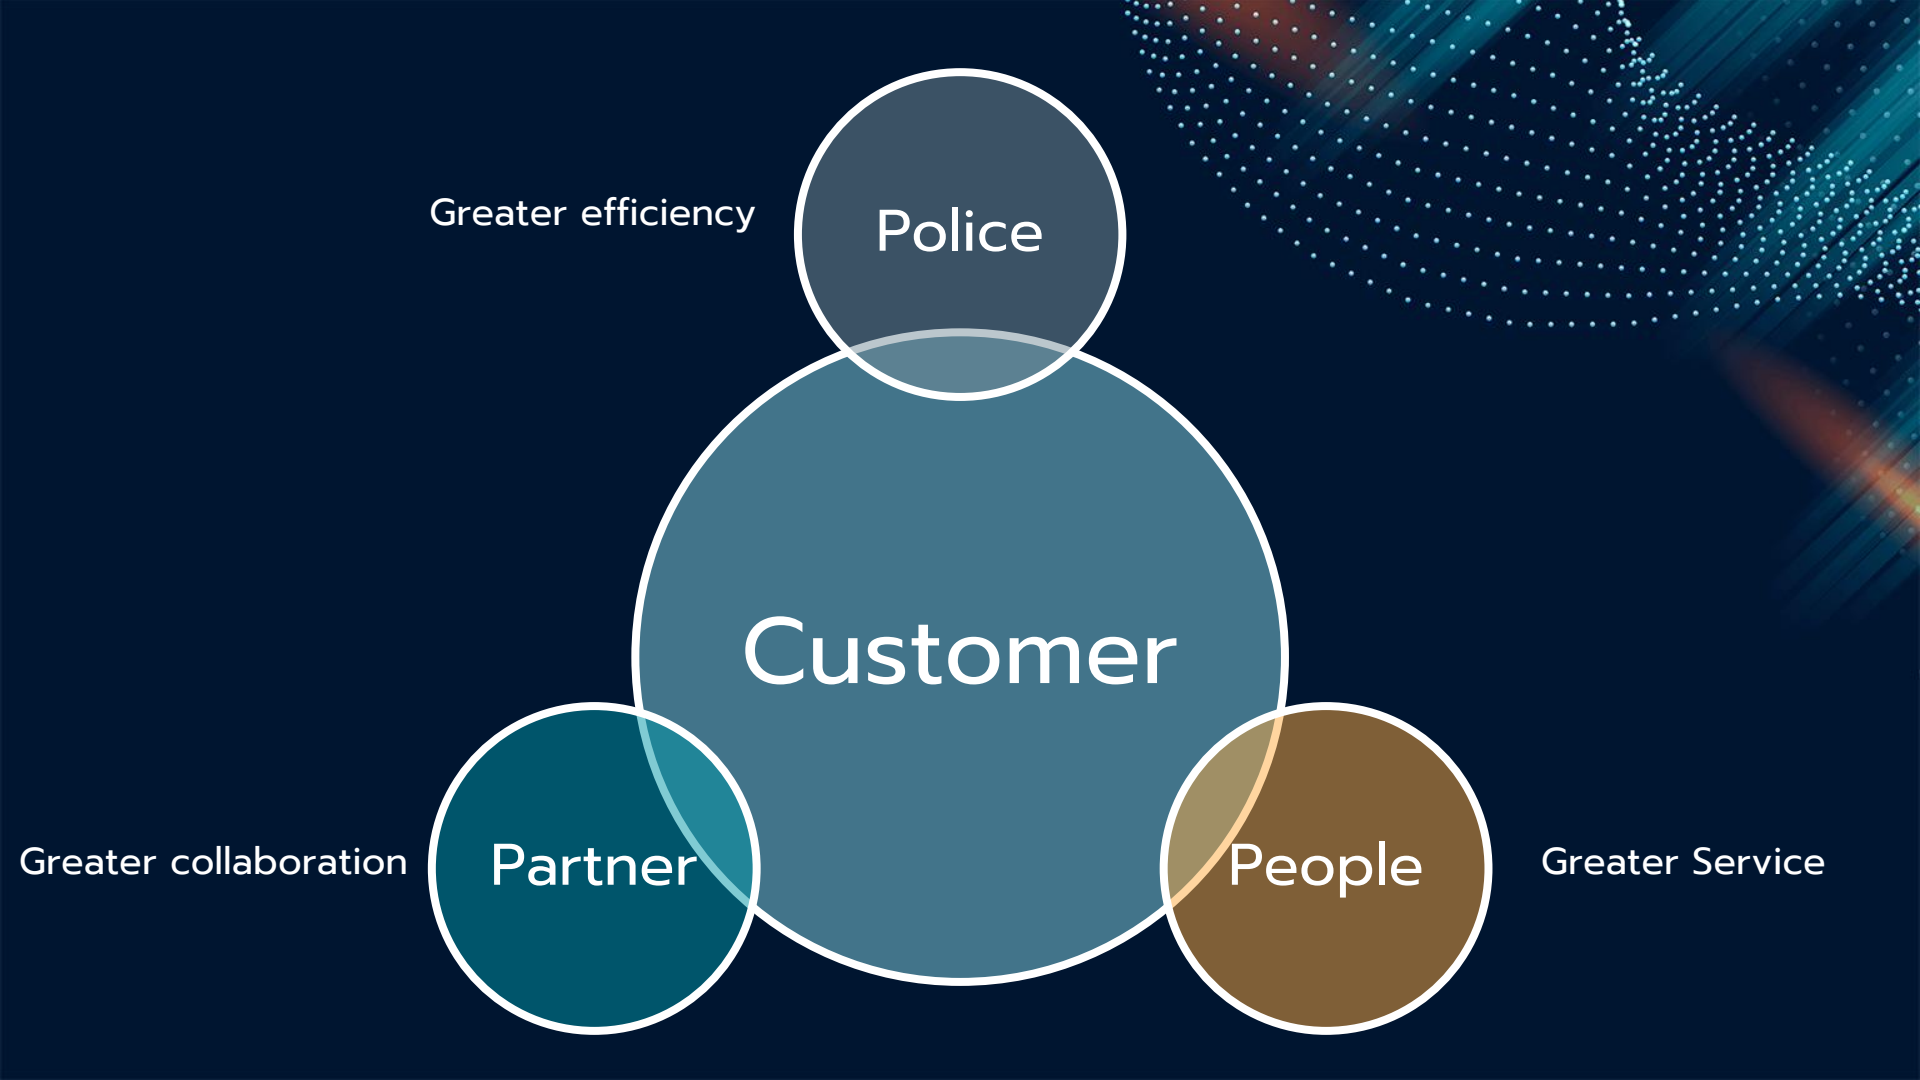 Greater efficiency
Police
Customer
Greater collaboration
Partner
People
Greater Service